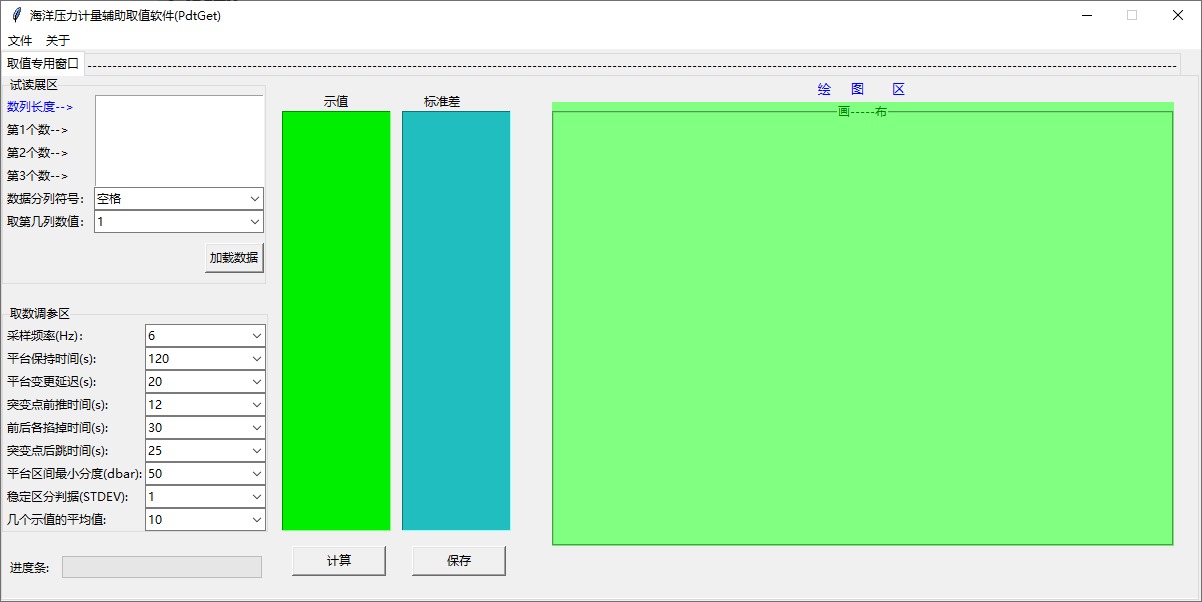 海洋压力计量辅助取值软件(PdtGet)
文件 关于
取值专用窗口
试读展区
数列长度-->
第1个数-->
第2个数-->
第3个数-->
数据分列符号: 空格
取第几列数值: 1
加载数据
取数调参区
采样频率(Hz): 6
平台保持时间(s): 120
平台变更延迟(s): 20
突变点前推时间(s): 12
前后各掐掉时间(s): 30
突变点后跳时间(s): 25
平台区间最小分度(dbar): 50
稳定区分判据(STDEV): 1
几个示值的平均值: 10
进度条:
示值
标准差
计算
保存
绘 图 区
画-----布